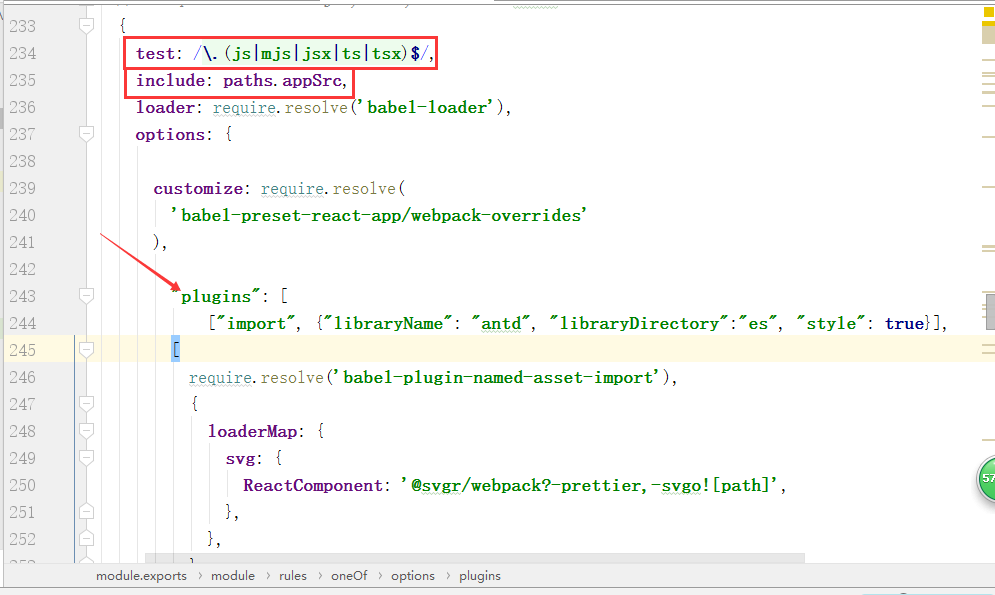 233 {
234 test: /\.(js|mjs|jsx|ts|tsx)$/,
235 include: paths.appSrc,
236 loader: require.resolve('babel-loader'),
237 options: {
238
239 customize: require.resolve(
240 'babel-preset-react-app/webpack-overrides'
241 ),
242
243 "plugins": [
244 ["import", {"libraryName": "antd", "libraryDirectory":"es", "style": true}],
245 [
246 require.resolve('babel-plugin-named-asset-import'),
247 {
248 loaderMap: {
249 svg: {
250 ReactComponent: '@svgr/webpack?-prettier,-svgo![path]',
251 },
252 },
module.exports › module › rules › oneOf › options › plugins
57